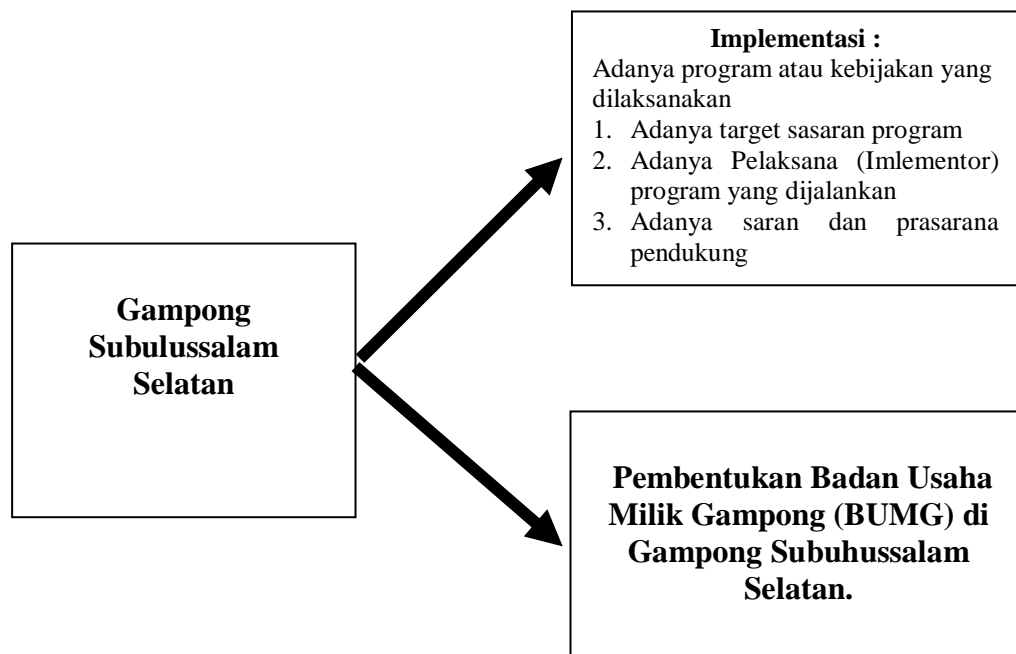 Implementasi :
Adanya program atau kebijakan yang
dilaksanakan
1. Adanya target sasaran program
2. Adanya Pelaksana (Imlementor)
program yang dijalankan
3. Adanya saran dan prasarana
pendukung
Gampong
Subulussalam
Selatan
Pembentukan Badan Usaha
Milik Gampong (BUMG) di
Gampong Subuhussalam
Selatan.